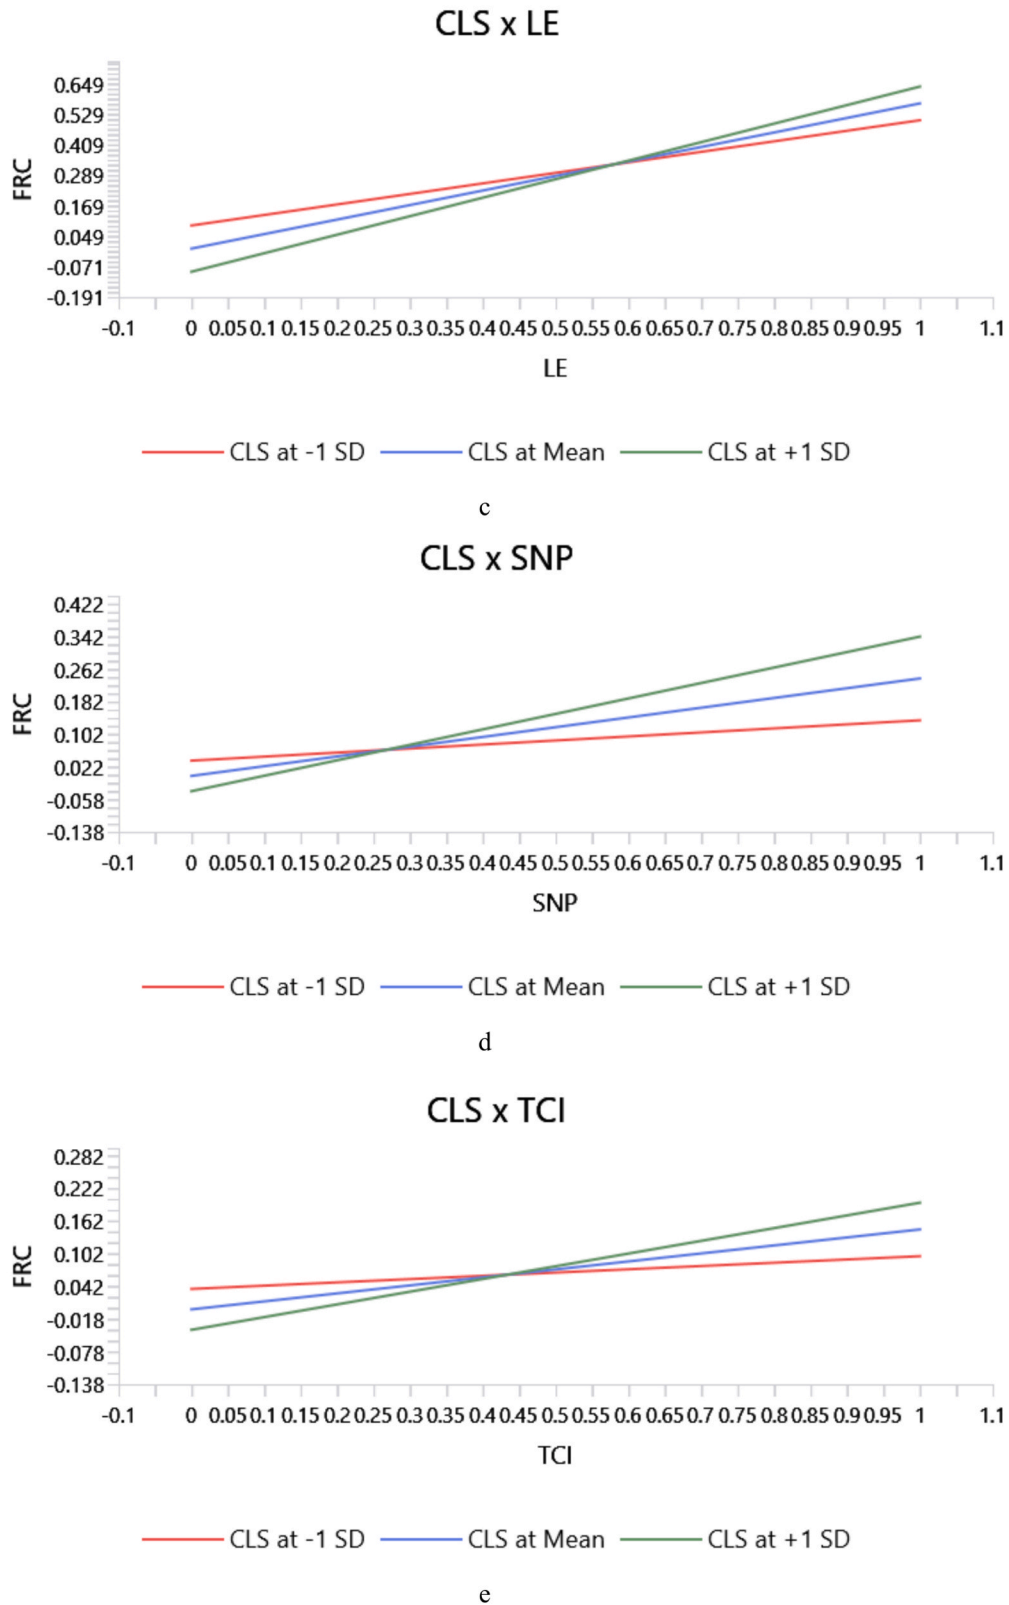 CLS x LE
0.649
0.529
0.409
0.289
0.169
0.049
-0.071
-0.191
FRC
-0.1 0 0.05 0.1 0.15 0.2 0.25 0.3 0.35 0.4 0.45 0.5 0.55 0.6 0.65 0.7 0.75 0.8 0.85 0.9 0.95 1 1.1
LE
CLS at -1 SD CLS at Mean CLS at +1 SD
c
CLS x SNP
0.422
0.342
0.262
0.182
0.102
0.022
-0.058
-0.138
FRC
-0.1 0 0.05 0.1 0.15 0.2 0.25 0.3 0.35 0.4 0.45 0.5 0.55 0.6 0.65 0.7 0.75 0.8 0.85 0.9 0.95 1 1.1
SNP
CLS at -1 SD CLS at Mean CLS at +1 SD
d
CLS x TCI
0.282
0.222
0.162
0.102
0.042
-0.018
-0.078
-0.138
FRC
-0.1 0 0.05 0.1 0.15 0.2 0.25 0.3 0.35 0.4 0.45 0.5 0.55 0.6 0.65 0.7 0.75 0.8 0.85 0.9 0.95 1 1.1
TCI
CLS at -1 SD CLS at Mean CLS at +1 SD
e